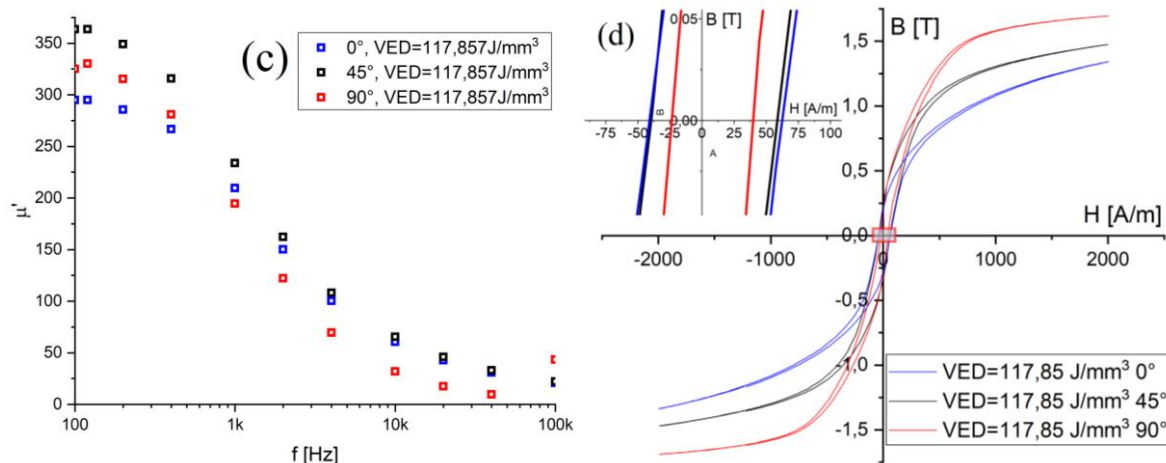 (c)
0°, VED=117,857J/mm³
45°, VED=117,857J/mm³
90°, VED=117,857J/mm³
μ'
350
300
250
200
150
100
50
0
100 1k 10k 100k
f [Hz]
(d)
B [T]
0,05
0,00
H [A/m]
-75 -50 -25 0 25 50 75 100
B
A
B [T]
1,5
1,0
0,5
0,0
H [A/m]
-2000 -1000 0 1000 2000
-0,5
-1,0
-1,5
VED=117,85 J/mm³ 0°
VED=117,85 J/mm³ 45°
VED=117,85 J/mm³ 90°